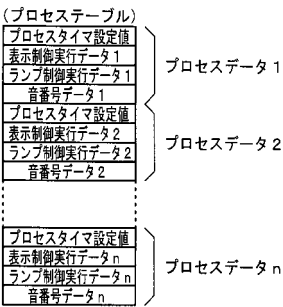 (プロセステーブル)
プロセスタイマ設定値
表示制御実行データ1
ランプ制御実行データ1
音番号データ1
プロセスデータ1
プロセスタイマ設定値
表示制御実行データ2
ランプ制御実行データ2
音番号データ2
プロセスデータ2
プロセスタイマ設定値
表示制御実行データn
ランプ制御実行データn
音番号データn
プロセスデータn